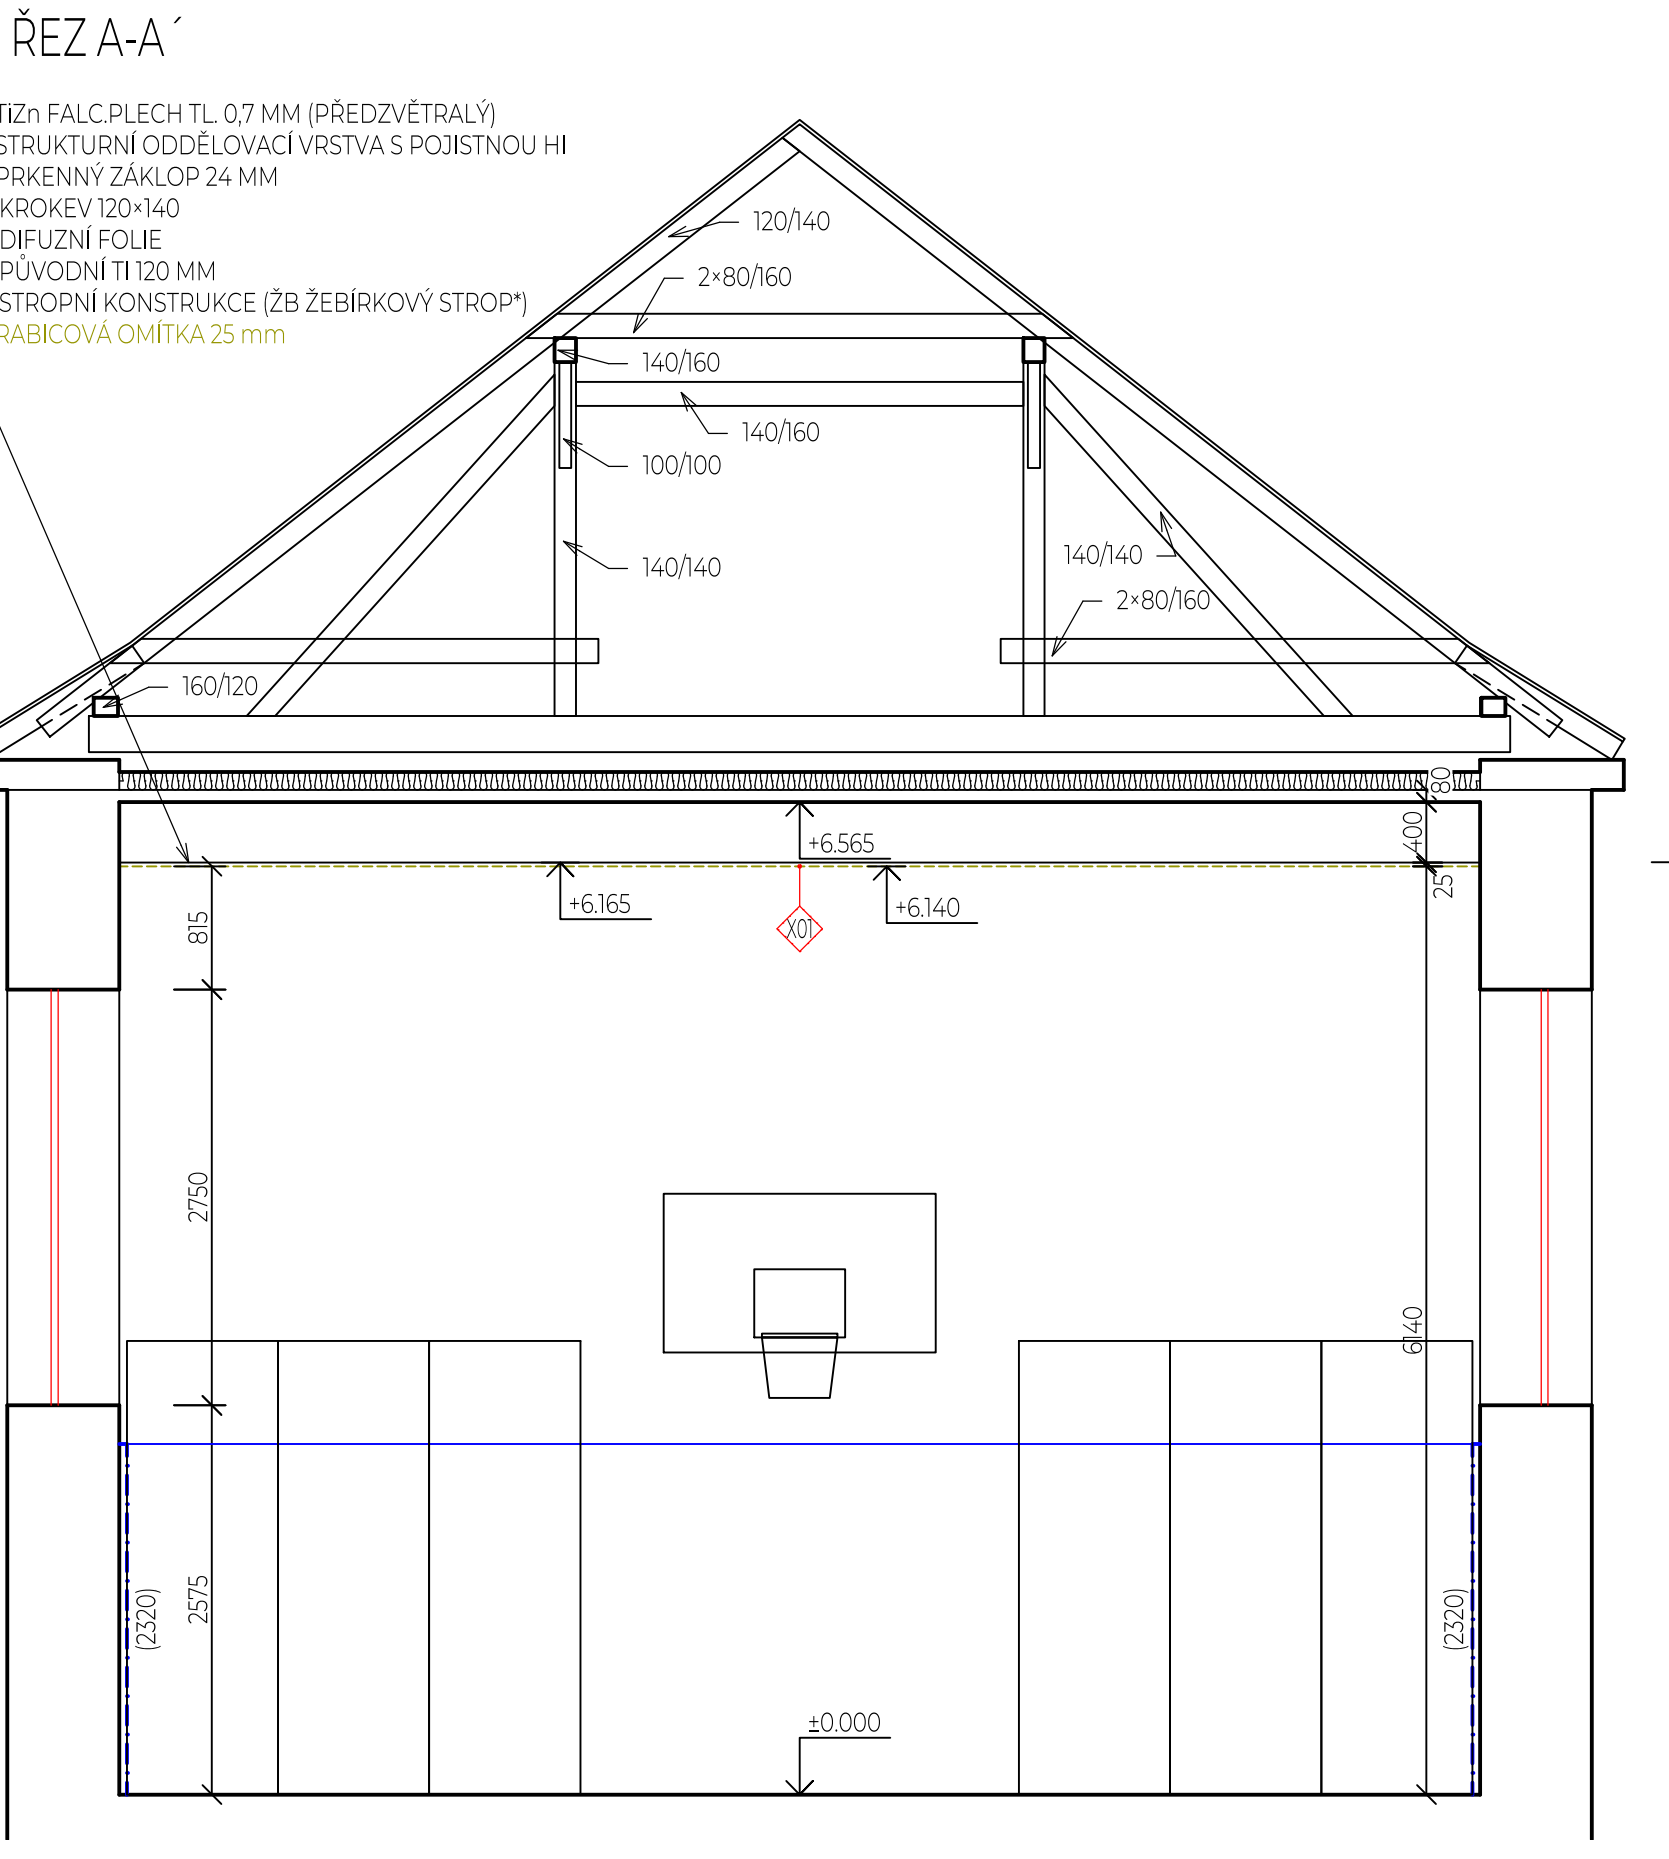 ŘEZ A-A´
TiZn FALC.PLECH TL. 0,7 MM (PŘEDZVĚTRALÝ)
STRUKTURNÍ ODDĚLOVACÍ VRSTVA S POJISTNOU HI
PRKENNÝ ZÁKLOP 24 MM
KROKEV 120×140
DIFUZNÍ FOLIE
PŮVODNÍ TI 120 MM
STROPNÍ KONSTRUKCE (ŽB ŽEBÍRKOVÝ STROP*)
RABICOVÁ OMÍTKA 25 mm
120/140
2×80/160
140/160
140/160
100/100
140/140
140/140
2×80/160
160/120
80
400
25
+6.565
+6.165
+6.140
X01
815
2750
6140
2575
(2320)
(2320)
±0.000